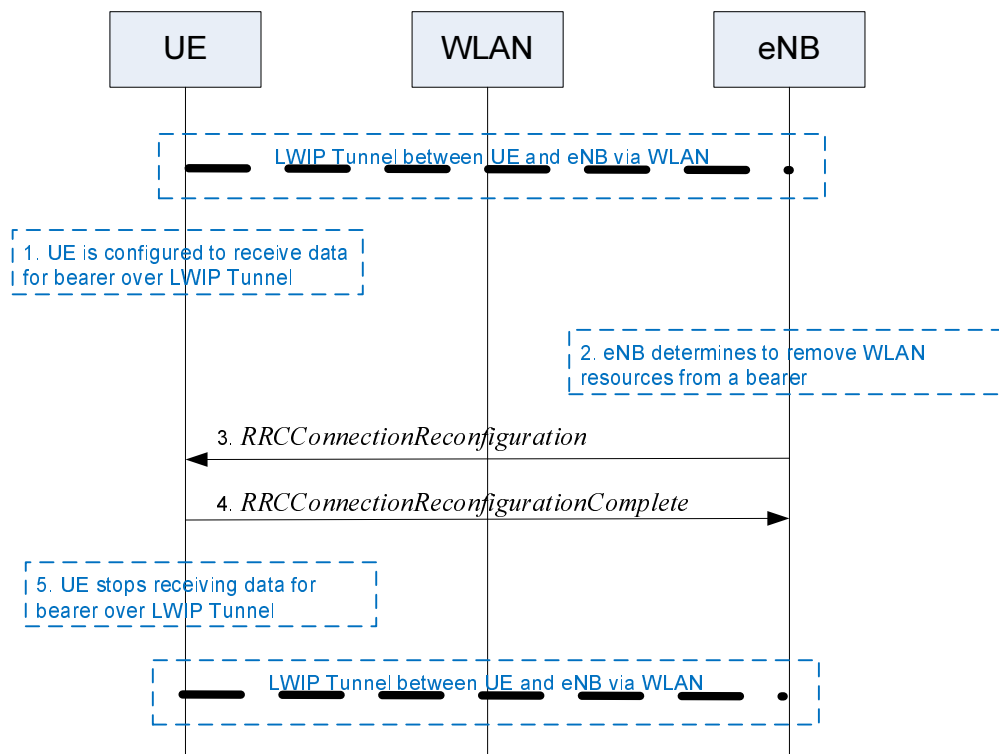 UE
WLAN
eNB
LWIP Tunnel between UE and eNB via WLAN
1. UE is configured to receive data
for bearer over LWIP Tunnel
2. eNB determines to remove WLAN
resources from a bearer
3. RRCConnectionReconfiguration
4. RRCConnectionReconfigurationComplete
5. UE stops receiving data for
bearer over LWIP Tunnel
LWIP Tunnel between UE and eNB via WLAN